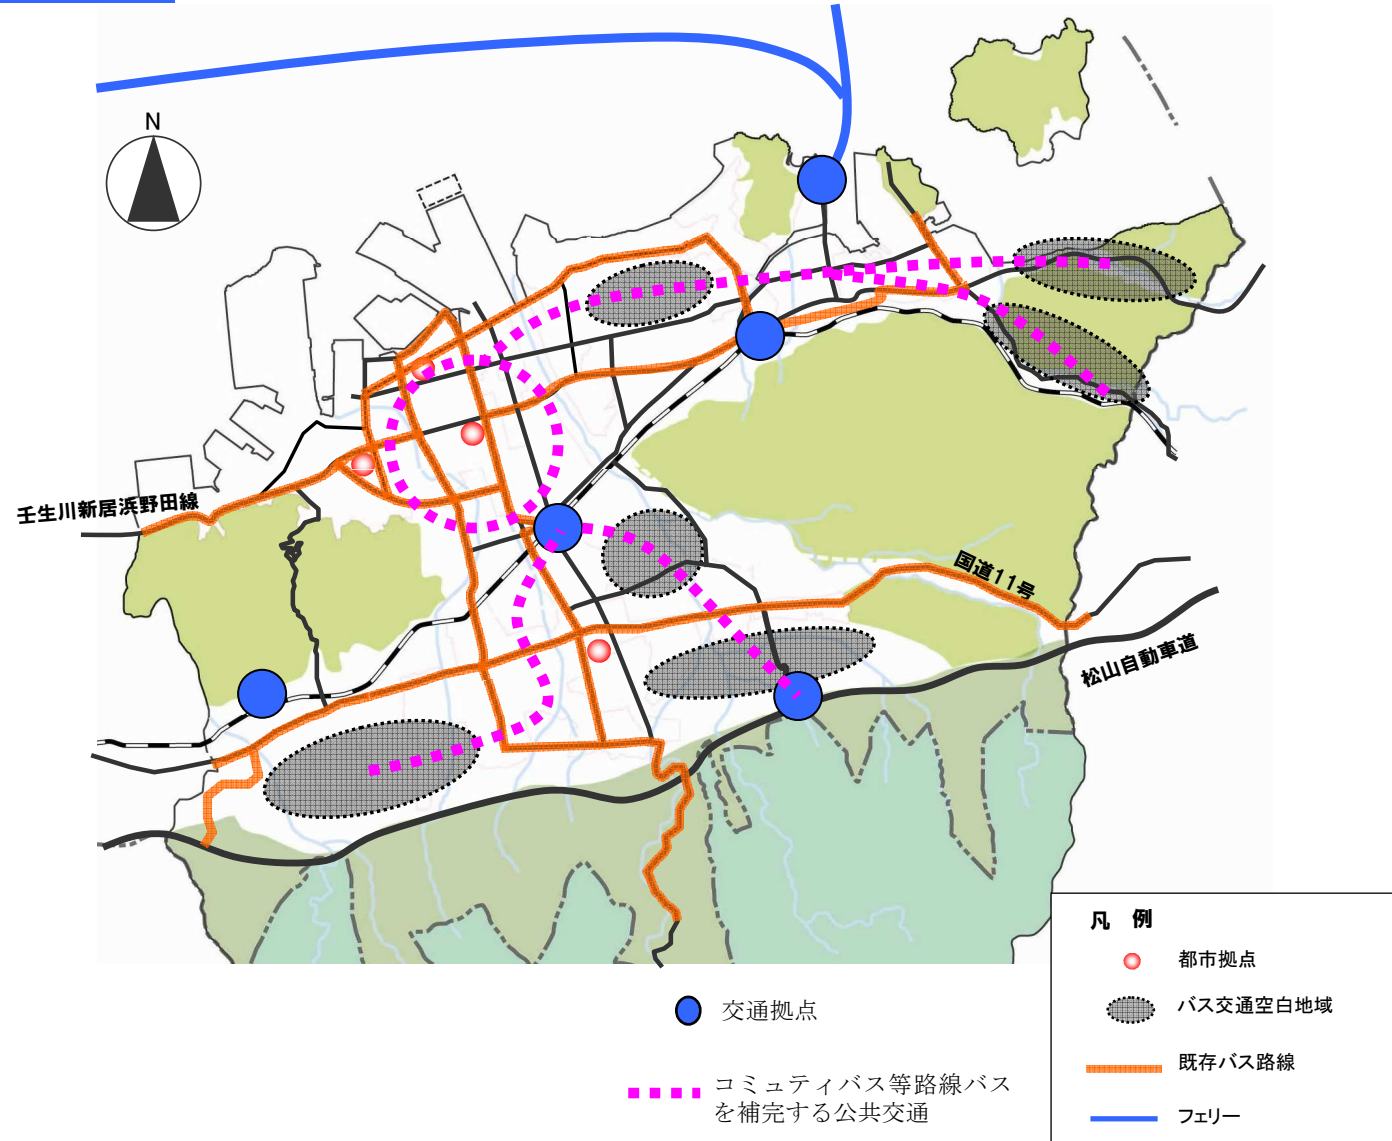 N
壬生川新居浜野田線
国道11号
松山自動車道
凡 例
都市拠点
バス交通空白地域
既存バス路線
フェリー
交通拠点
コミュティバス等路線バス
を補完する公共交通